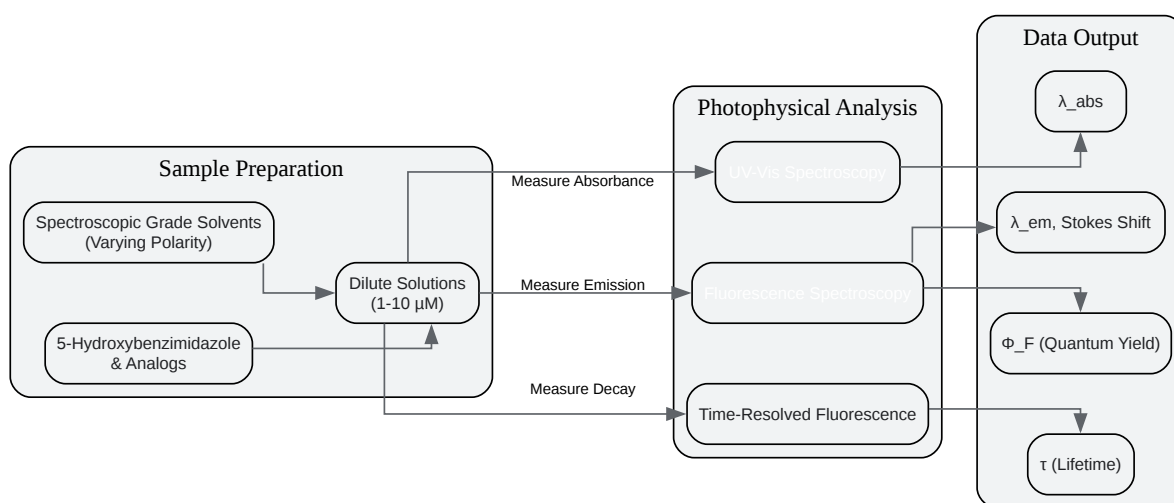 Sample Preparation
Spectroscopic Grade Solvents
(Varying Polarity)
5-Hydroxybenzimidazole
& Analogs
Dilute Solutions
(1-10 µM)
Measure Absorbance
Measure Emission
Measure Decay
Photophysical Analysis
UV-Vis Spectroscopy
Fluorescence Spectroscopy
Time-Resolved Fluorescence
Data Output
λ_abs
λ_em, Stokes Shift
Φ_F (Quantum Yield)
τ (Lifetime)